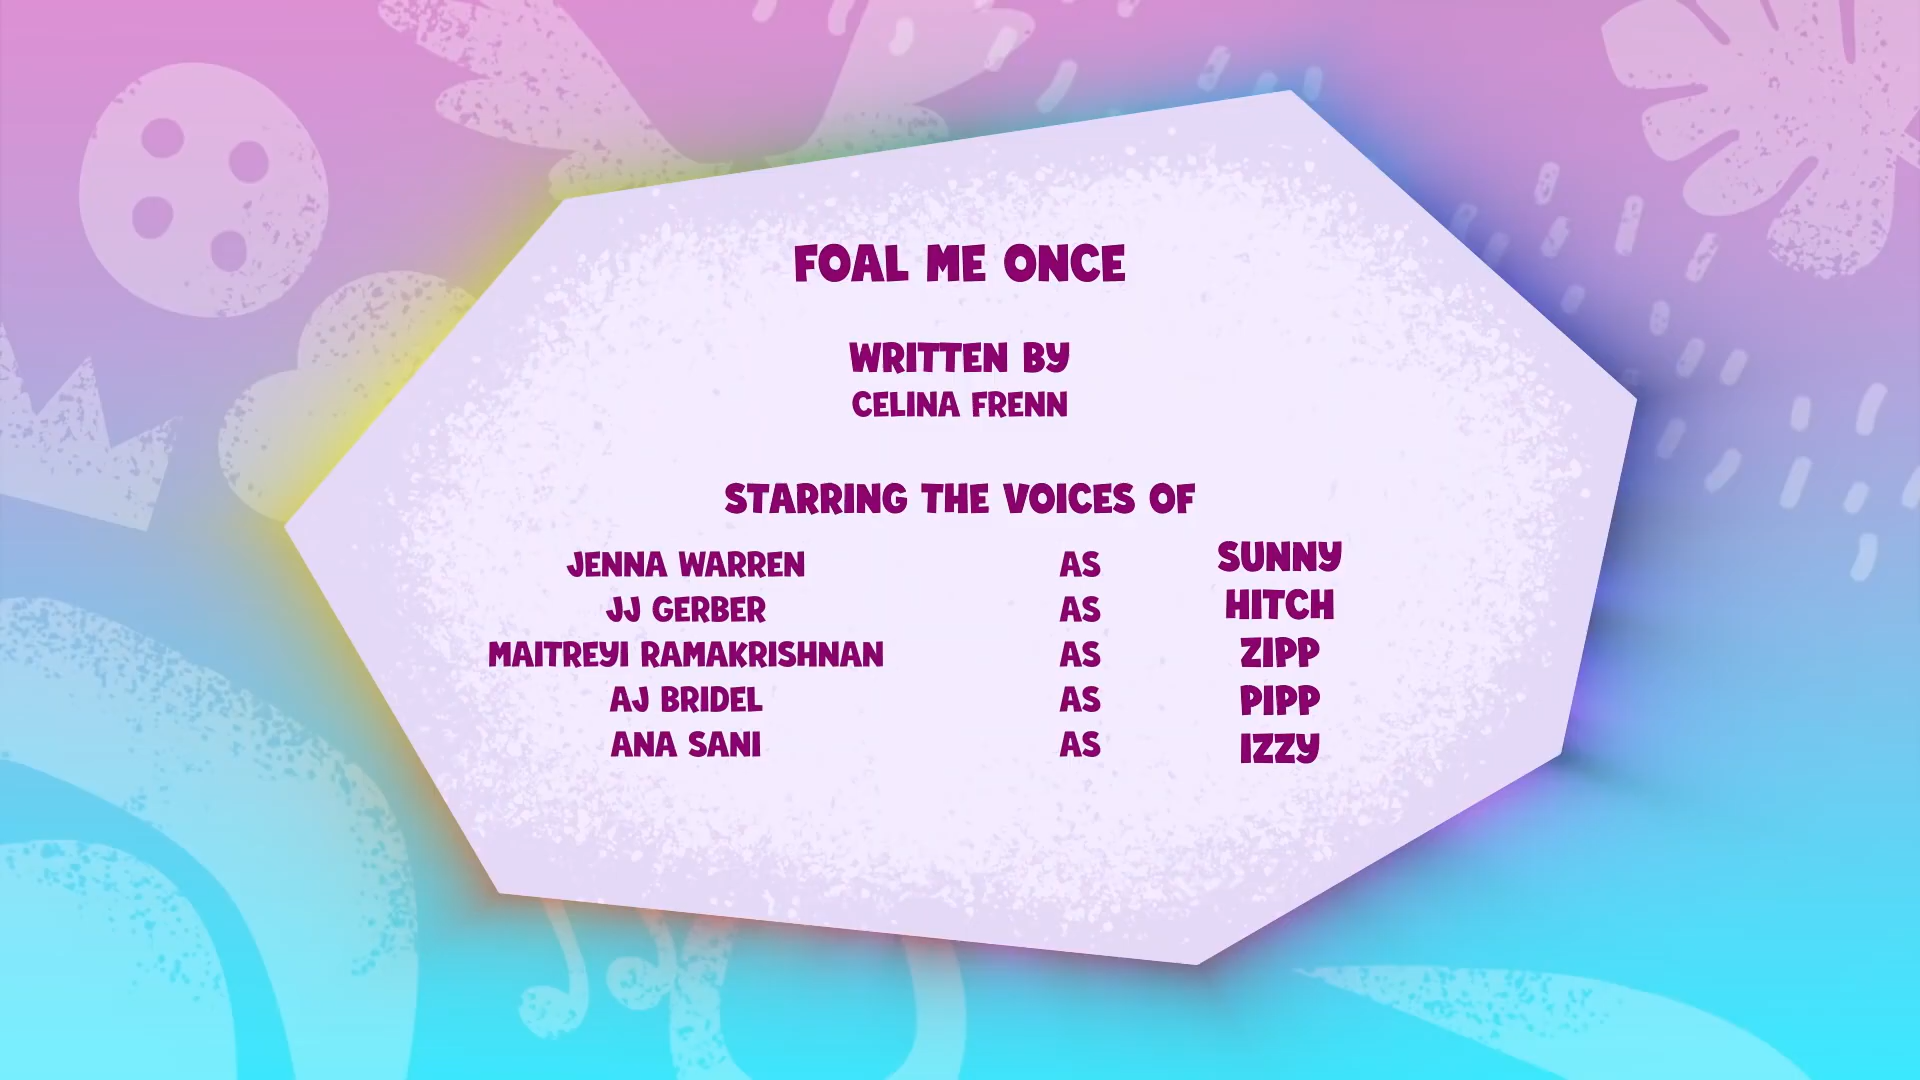 FOAL ME ONCE
WRITTEN BY
CELINA FRENN
STARRING THE VOICES OF
JENNA WARREN AS SUNNY
JJ GERBER AS HITCH
MAITREYI RAMAKRISHNAN AS ZIPP
AJ BRIDEL AS PIPP
ANA SANI AS IZZY